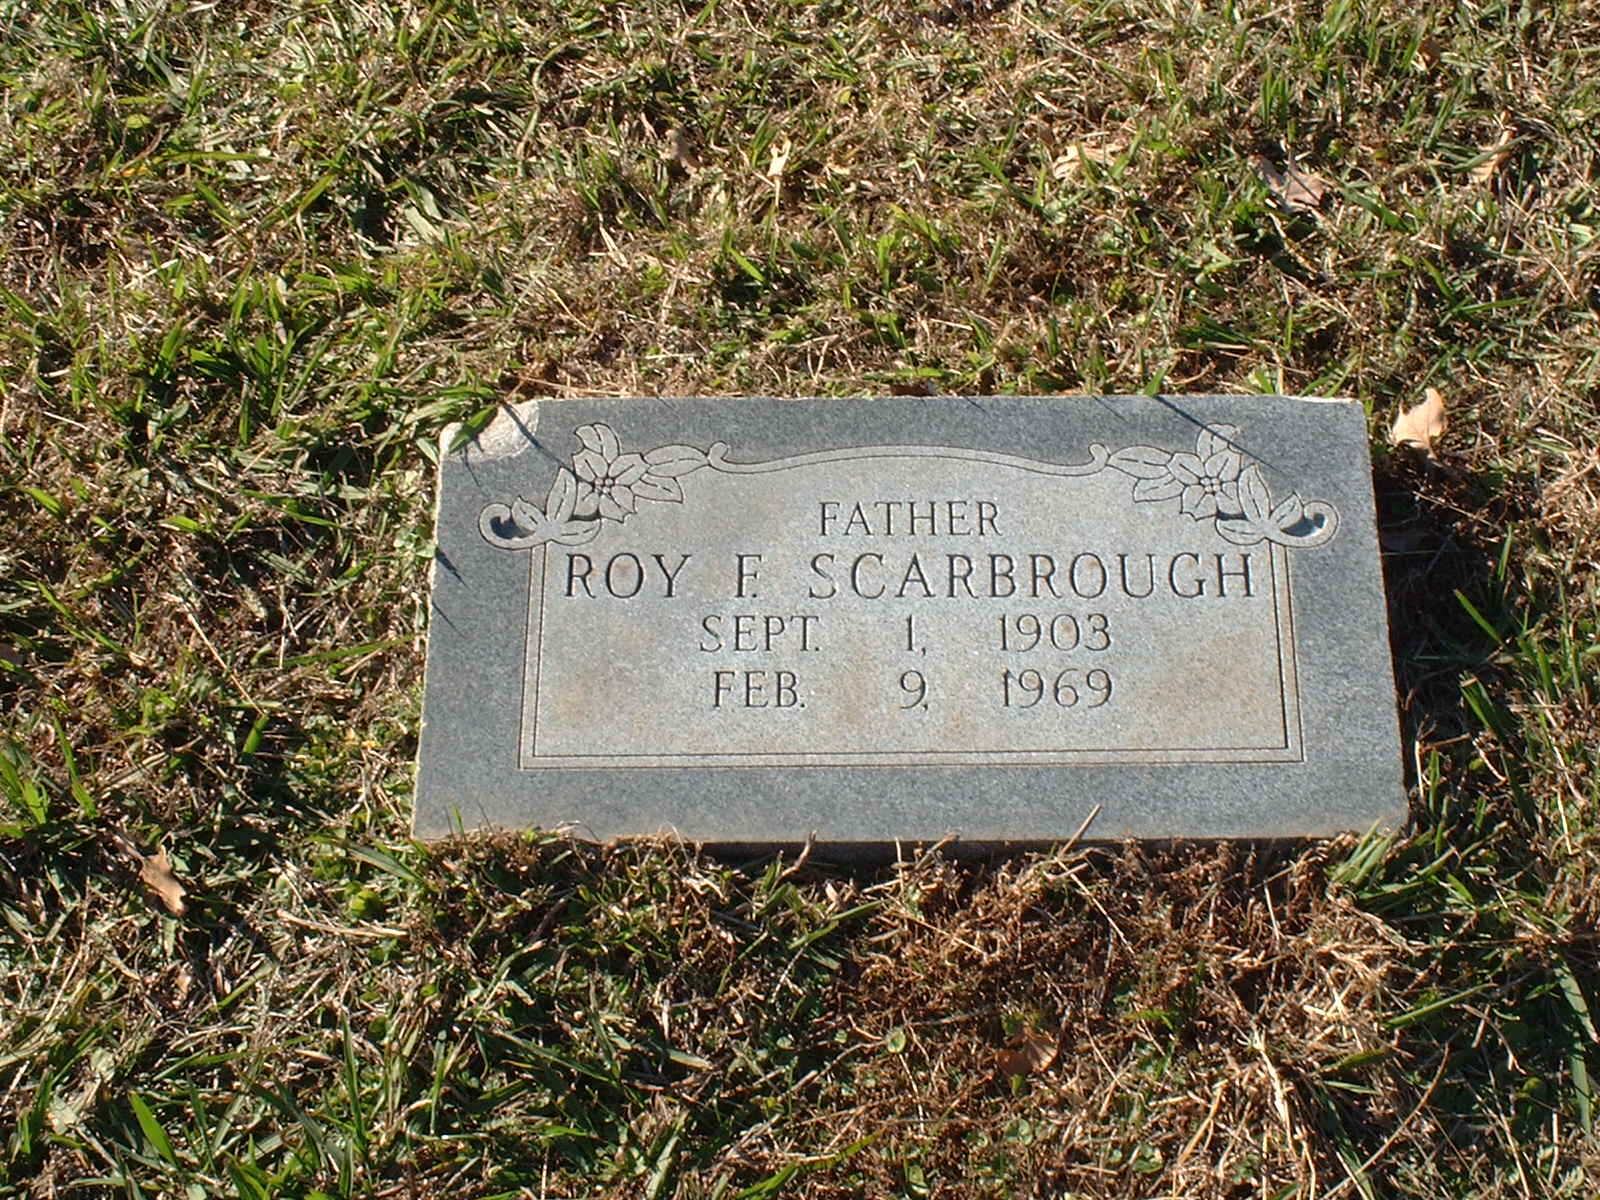 FATHER
ROY F. SCARBROUGH
SEPT. 1, 1903
FEB. 9, 1969